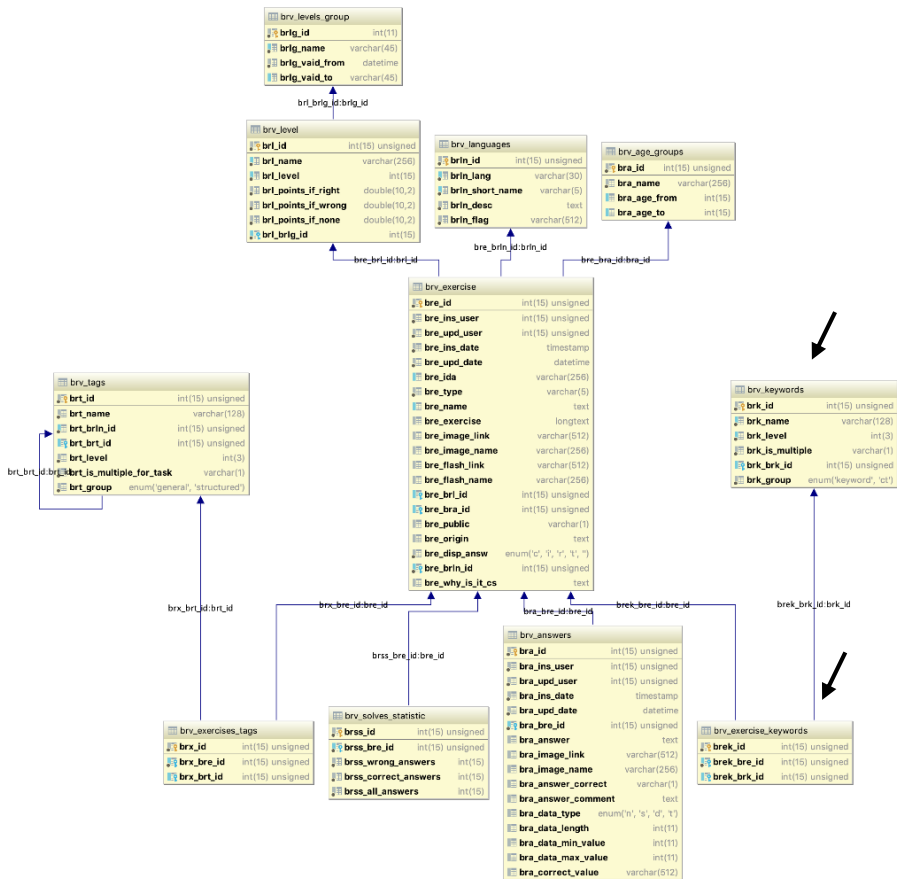 brv_levels_group
brlg_id int(11)
brlg_name varchar(45)
brlg_vaid_from datetime
brlg_vaid_to varchar(45)
brl_brlg_id:brlg_id
brv_level
brl_id int(15) unsigned
brl_name varchar(256)
brl_level int(15)
brl_points_if_right double(10,2)
brl_points_if_wrong double(10,2)
brl_points_if_none double(10,2)
brl_brlg_id int(15)
brv_languages
brln_id int(15) unsigned
brln_lang varchar(30)
brln_short_name varchar(5)
brln_desc text
brln_flag varchar(512)
brv_age_groups
bra_id int(15) unsigned
bra_name varchar(256)
bra_age_from int(15)
bra_age_to int(15)
bre_brl_id:brl_id
bre_brln_id:brln_id
bre_bra_id:bra_id
brv_exercise
bre_id int(15) unsigned
bre_ins_user int(15) unsigned
bre_upd_user int(15) unsigned
bre_ins_date timestamp
bre_upd_date datetime
bre_ida varchar(256)
bre_type varchar(5)
bre_name text
bre_exercise longtext
bre_image_link varchar(512)
bre_image_name varchar(256)
bre_flash_link varchar(512)
bre_flash_name varchar(256)
bre_brl_id int(15) unsigned
bre_bra_id int(15) unsigned
bre_public varchar(1)
bre_origin text
bre_disp_answ enum('c', 'i', 'r', 't', '')
bre_brln_id int(15) unsigned
bre_why_is_it_cs text
brv_tags
brt_id int(15) unsigned
brt_name varchar(128)
brt_brln_id int(15) unsigned
brt_brt_id int(15) unsigned
brt_level int(3)
brt_is_multiple_for_task varchar(1)
brt_group enum('general', 'structured')
brv_keywords
brk_id int(15) unsigned
brk_name varchar(128)
brk_level int(3)
brk_is_multiple varchar(1)
brk_brk_id int(15) unsigned
brk_group enum('keyword', 'ct')
brx_brt_id:brt_id
brx_bre_id:bre_id
brss_bre_id:bre_id
bra_bre_id:bre_id
brek_bre_id:bre_id
brek_brk_id:brk_id
brv_exercises_tags
brx_id int(15) unsigned
brx_bre_id int(15) unsigned
brx_brt_id int(15) unsigned
brv_solves_statistic
brss_id int(15) unsigned
brss_bre_id int(15) unsigned
brss_wrong_answers int(15)
brss_correct_answers int(15)
brss_all_answers int(15)
brv_answers
bra_id int(15) unsigned
bra_ins_user int(15) unsigned
bra_upd_user int(15) unsigned
bra_ins_date timestamp
bra_upd_date datetime
bra_bre_id int(15) unsigned
bra_answer text
bra_image_link varchar(512)
bra_image_name varchar(256)
bra_answer_correct varchar(1)
bra_answer_comment text
bra_data_type enum('n', 's', 'd', 't')
bra_data_length int(11)
bra_data_min_value int(11)
bra_data_max_value int(11)
bra_correct_value varchar(512)
brv_exercise_keywords
brek_id int(15) unsigned
brek_bre_id int(15) unsigned
brek_brk_id int(15) unsigned